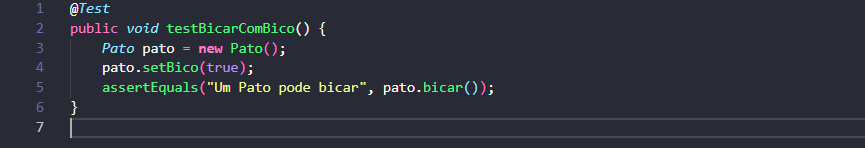 1 @Test
2 public void testBicarComBico() {
3 Pato pato = new Pato();
4 pato.setBico(true);
5 assertEquals("Um Pato pode bicar", pato.bicar());
6 }
7